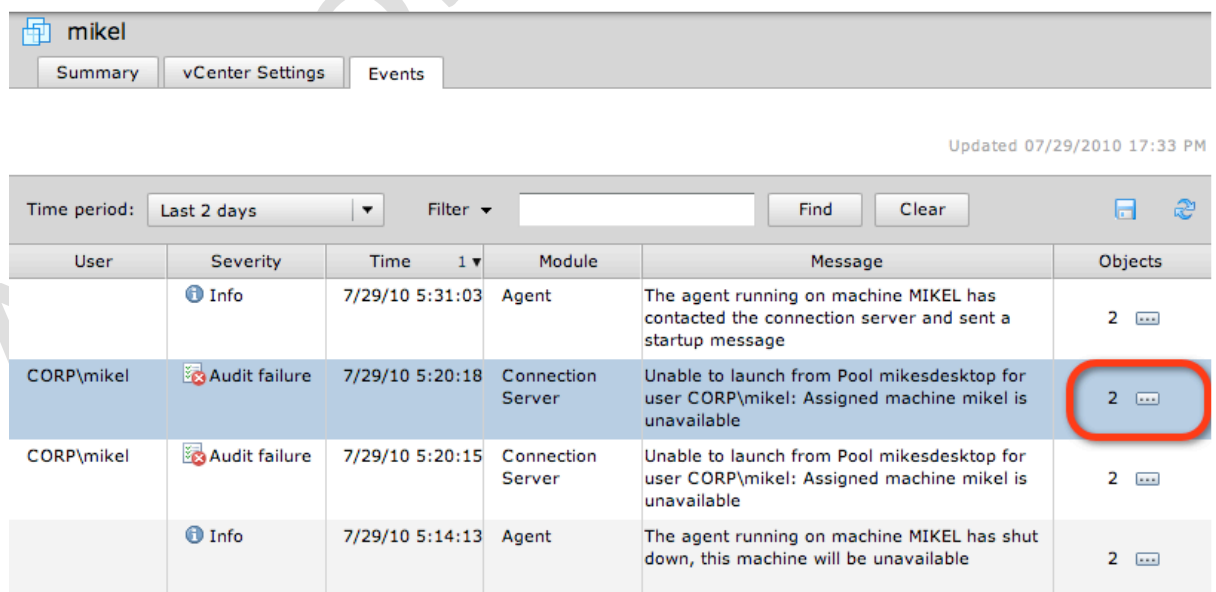 mikel
Summary vCenter Settings Events
Updated 07/29/2010 17:33 PM
Time period: Last 2 days Filter Find Clear
User Severity Time 1 Module Message Objects
Info 7/29/10 5:31:03 Agent The agent running on machine MIKEL has 2
contacted the connection server and sent a
startup message
CORP\mikel Audit failure 7/29/10 5:20:18 Connection Unable to launch from Pool mikesdesktop for 2
Server user CORP\mikel: Assigned machine mikel is
unavailable
CORP\mikel Audit failure 7/29/10 5:20:15 Connection Unable to launch from Pool mikesdesktop for 2
Server user CORP\mikel: Assigned machine mikel is
unavailable
Info 7/29/10 5:14:13 Agent The agent running on machine MIKEL has shut 2
down, this machine will be unavailable